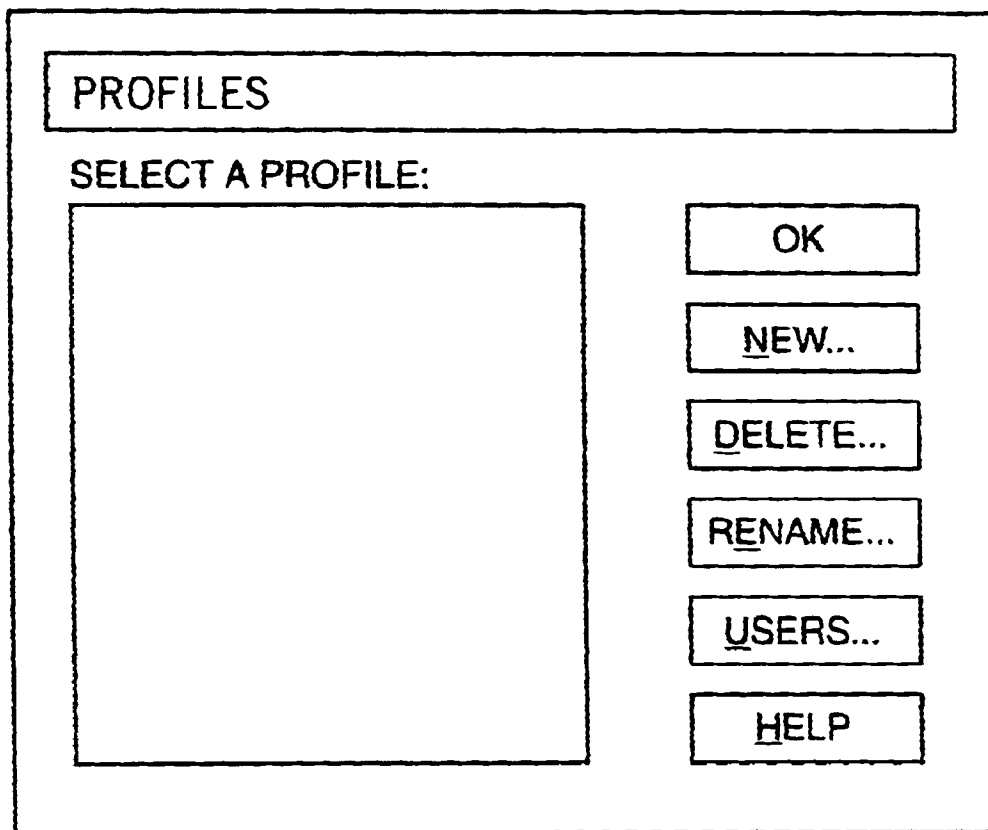 PROFILES
SELECT A PROFILE:
OK
NEW...
DELETE...
RENAME...
USERS...
HELP